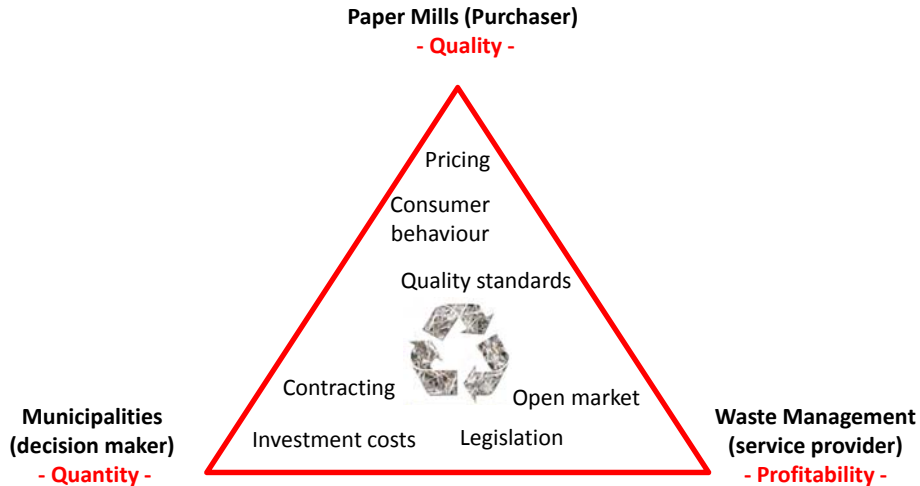 Paper Mills (Purchaser)
- Quality -
Pricing
Consumer
behaviour
Quality standards
Contracting
Open market
Investment costs
Legislation
Municipalities
(decision maker)
- Quantity -
Waste Management
(service provider)
- Profitability -